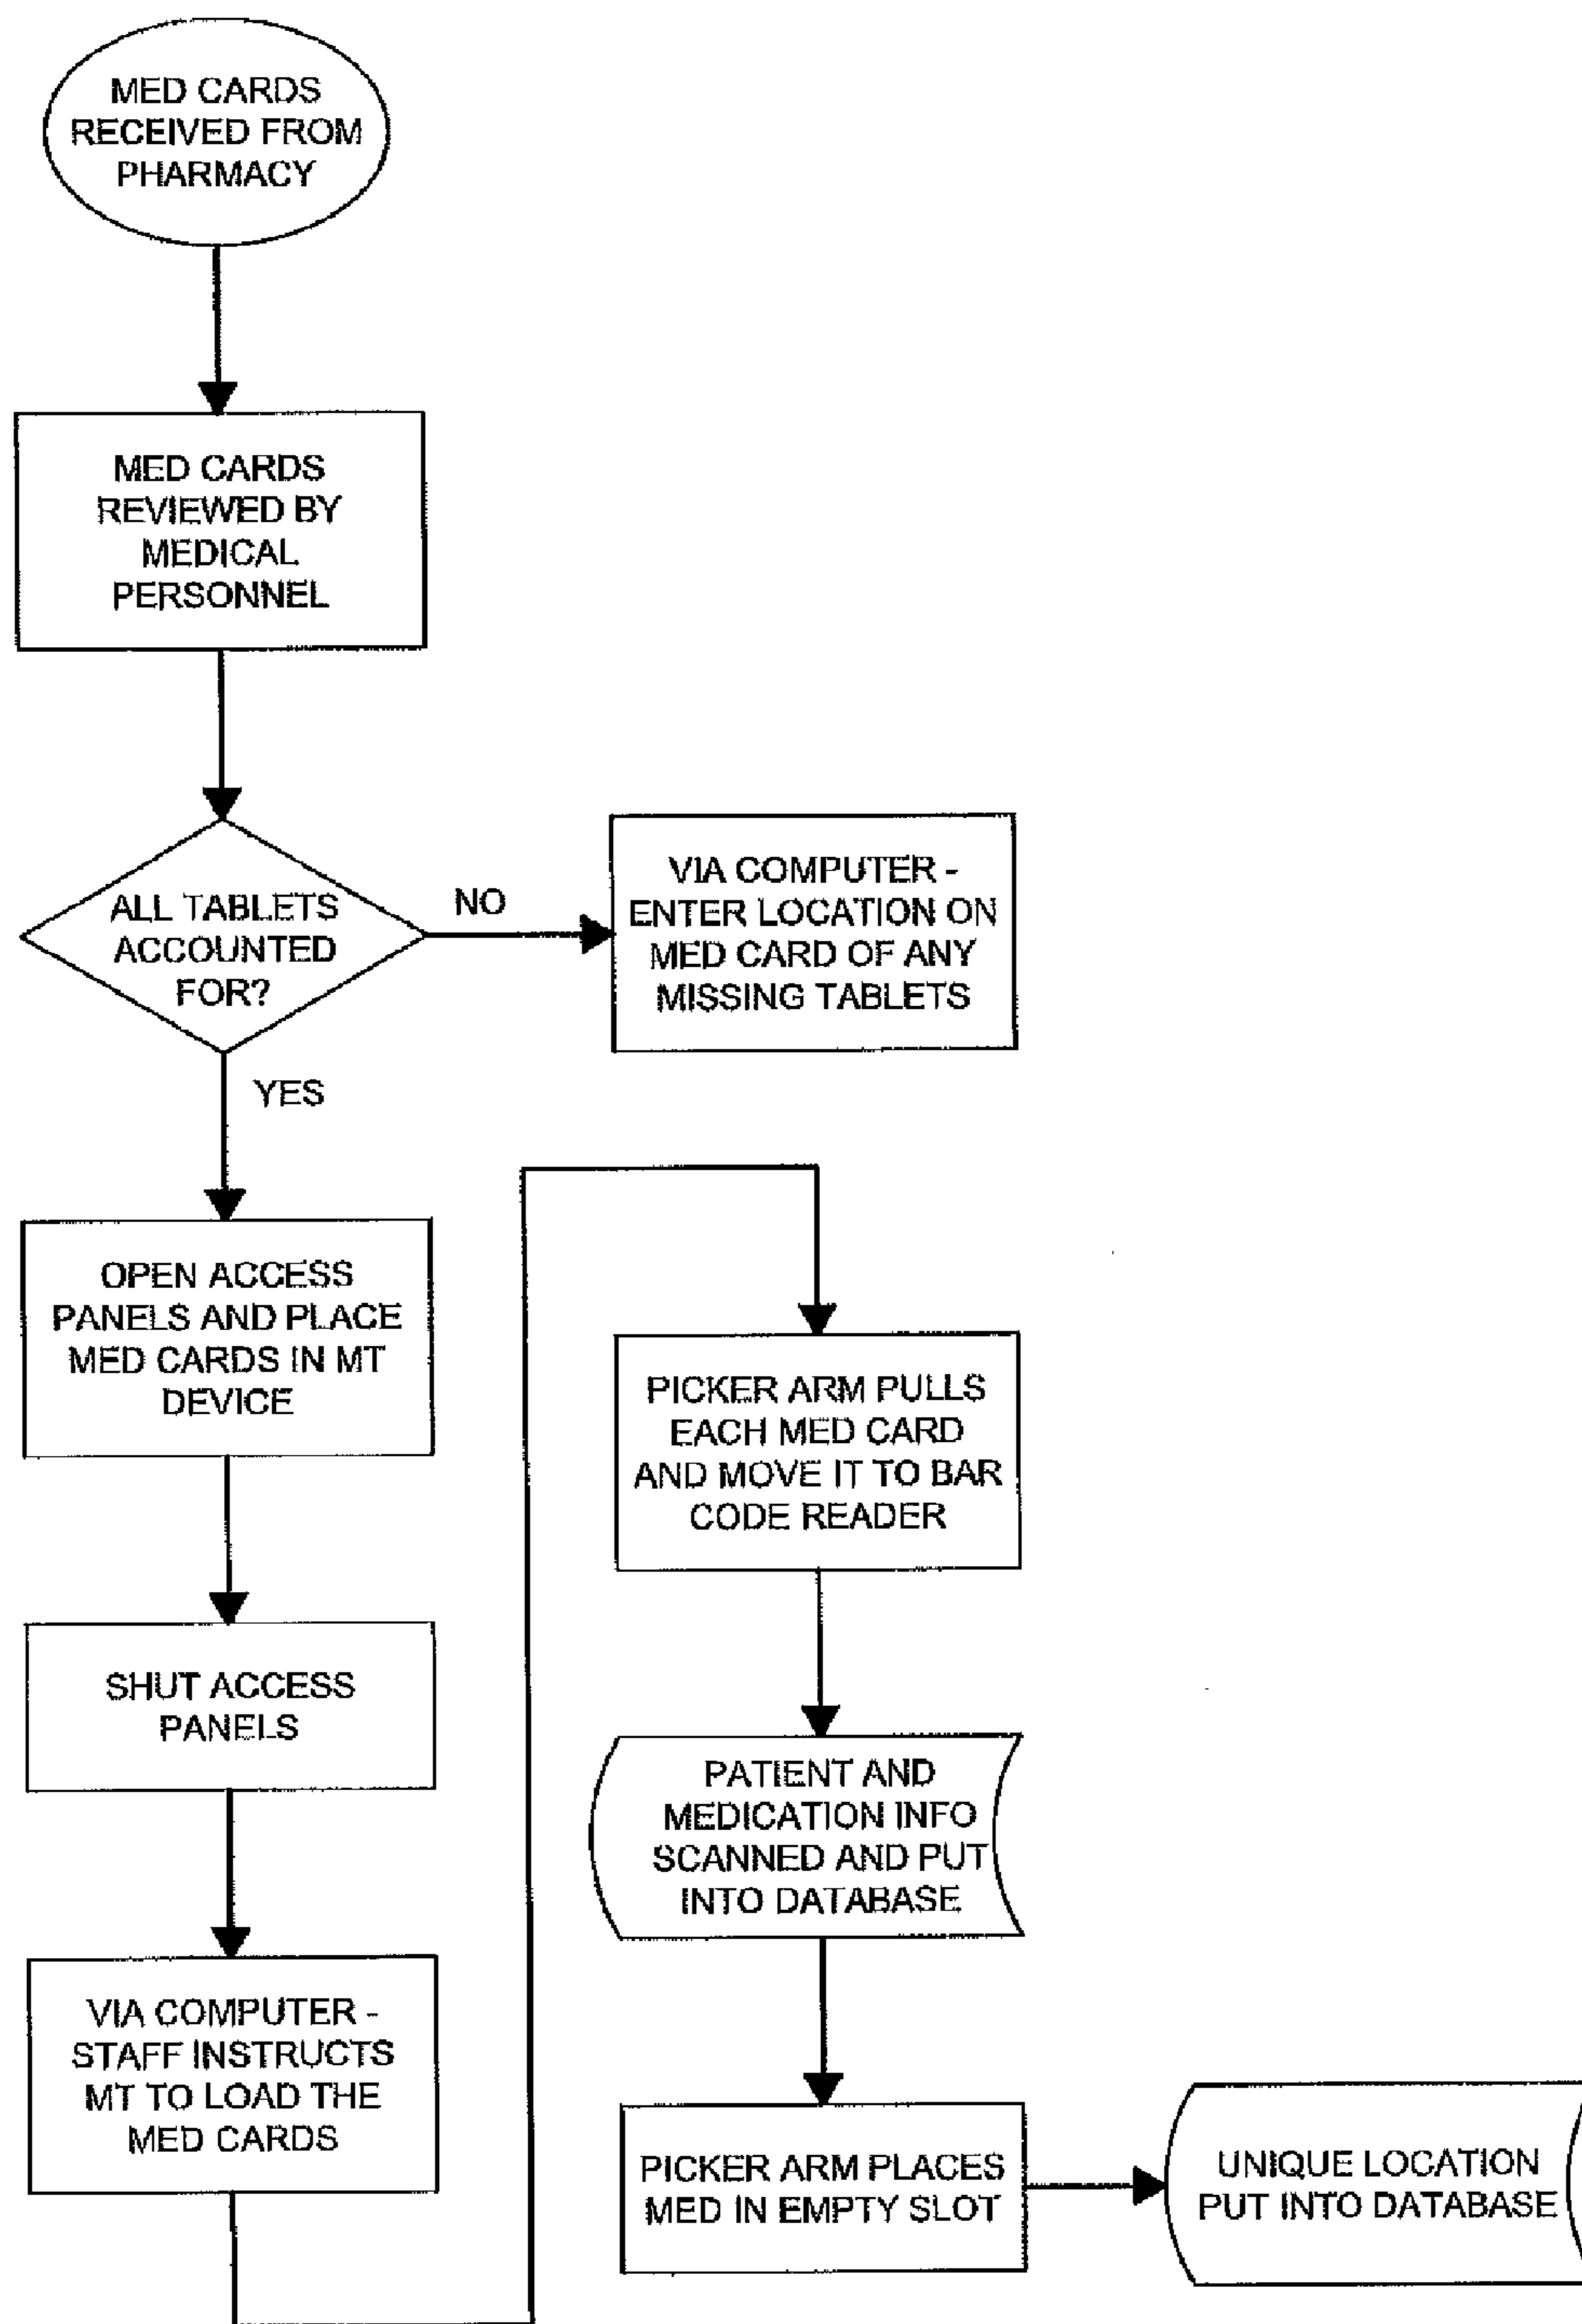 MED CARDS
RECEIVED FROM
PHARMACY
MED CARDS
REVIEWED BY
MEDICAL
PERSONNEL
ALL TABLETS
ACCOUNTED
FOR?
NO
VIA COMPUTER -
ENTER LOCATION ON
MED CARD OF ANY
MISSING TABLETS
YES
OPEN ACCESS
PANELS AND PLACE
MED CARDS IN MT
DEVICE
SHUT ACCESS
PANELS
VIA COMPUTER -
STAFF INSTRUCTS
MT TO LOAD THE
MED CARDS
PICKER ARM PULLS
EACH MED CARD
AND MOVE IT TO BAR
CODE READER
PATIENT AND
MEDICATION INFO
SCANNED AND PUT
INTO DATABASE
PICKER ARM PLACES
MED IN EMPTY SLOT
UNIQUE LOCATION
PUT INTO DATABASE